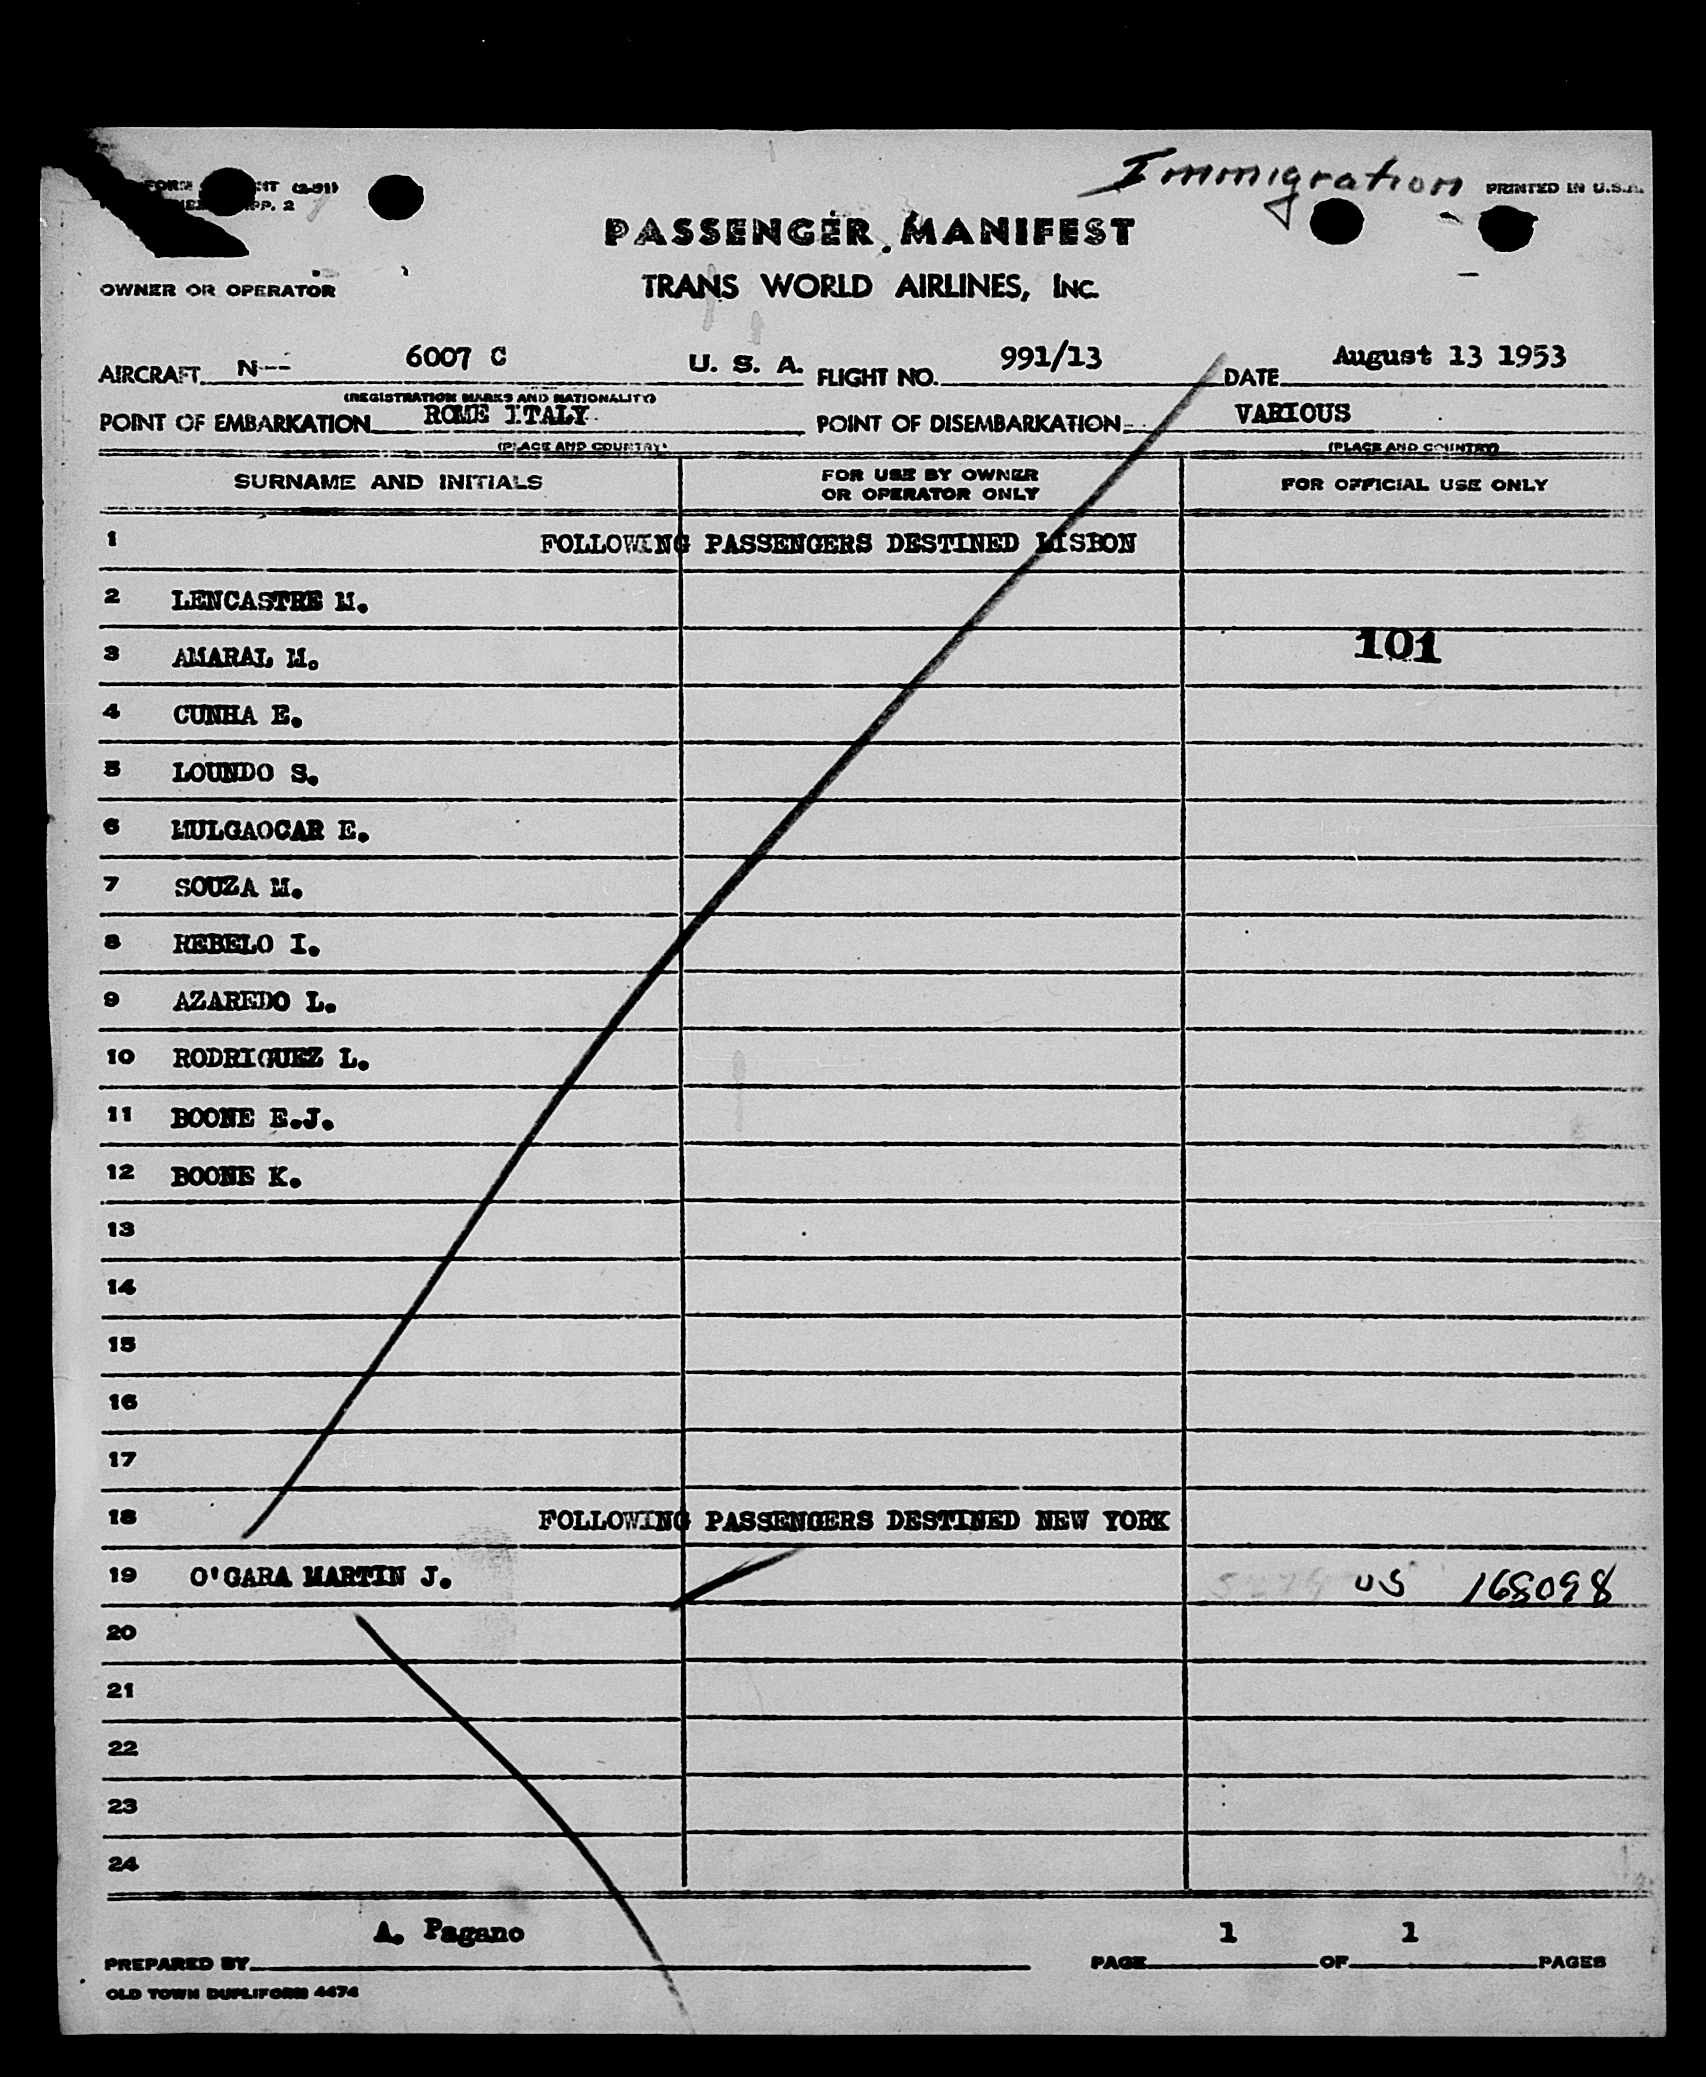 Immigration
(2-51) PRINTED IN U.S.A.
PASSENGER MANIFEST
OWNER OR OPERATOR TRANS WORLD AIRLINES, INC.
AIRCRAFT N-- 6007 C U. S. A. FLIGHT NO. 991/13 DATE August 13 1953
(REGISTRATION MARKS AND NATIONALITY)
POINT OF EMBARKATION ROME ITALY POINT OF DISEMBARKATION VARIOUS
(PLACE AND COUNTRY) (PLACE AND COUNTRY)
SURNAME AND INITIALS FOR USE BY OWNER OR OPERATOR ONLY FOR OFFICIAL USE ONLY
1 FOLLOWING PASSENGERS DESTINED LISBON
2 LENCASTRE M.
3 AMARAL M. 101
4 CUNHA E.
5 LOUNDO S.
6 MULGAOCAR E.
7 SOUZA M.
8 REBELO I.
9 AZAREDO L.
10 RODRIGUEZ L.
11 BOONE E.J.
12 BOONE K.
13
14
15
16
17
18 FOLLOWING PASSENGERS DESTINED NEW YORK
19 O'GARA MARTIN J. US 168098
20
21
22
23
24
PREPARED BY A. Pagano PAGE 1 OF 1 PAGES
OLD TOWN DUPLIFORM 4474